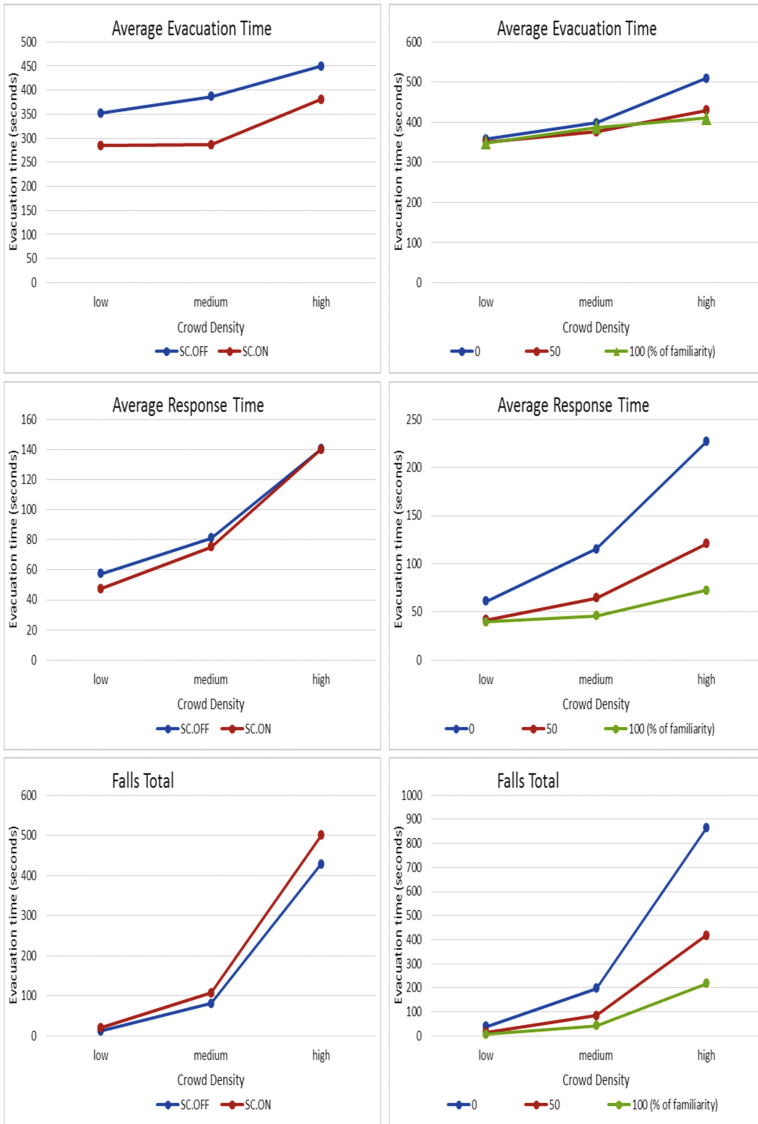 Average Evacuation Time
Evacuation time (seconds)
500
450
400
350
300
250
200
150
100
50
0
low medium high
Crowd Density
SC.OFF SC.ON
Average Evacuation Time
Evacuation time (seconds)
600
500
400
300
200
100
0
low medium high
Crowd Density
0 50 100 (% of familiarity)
Average Response Time
Evacuation time (seconds)
160
140
120
100
80
60
40
20
0
low medium high
Crowd Density
SC.OFF SC.ON
Average Response Time
Evacuation time (seconds)
250
200
150
100
50
0
low medium high
Crowd Density
0 50 100 (% of familiarity)
Falls Total
Evacuation time (seconds)
600
500
400
300
200
100
0
low medium high
Crowd Density
SC.OFF SC.ON
Falls Total
Evacuation time (seconds)
1000
900
800
700
600
500
400
300
200
100
0
low medium high
Crowd Density
0 50 100 (% of familiarity)